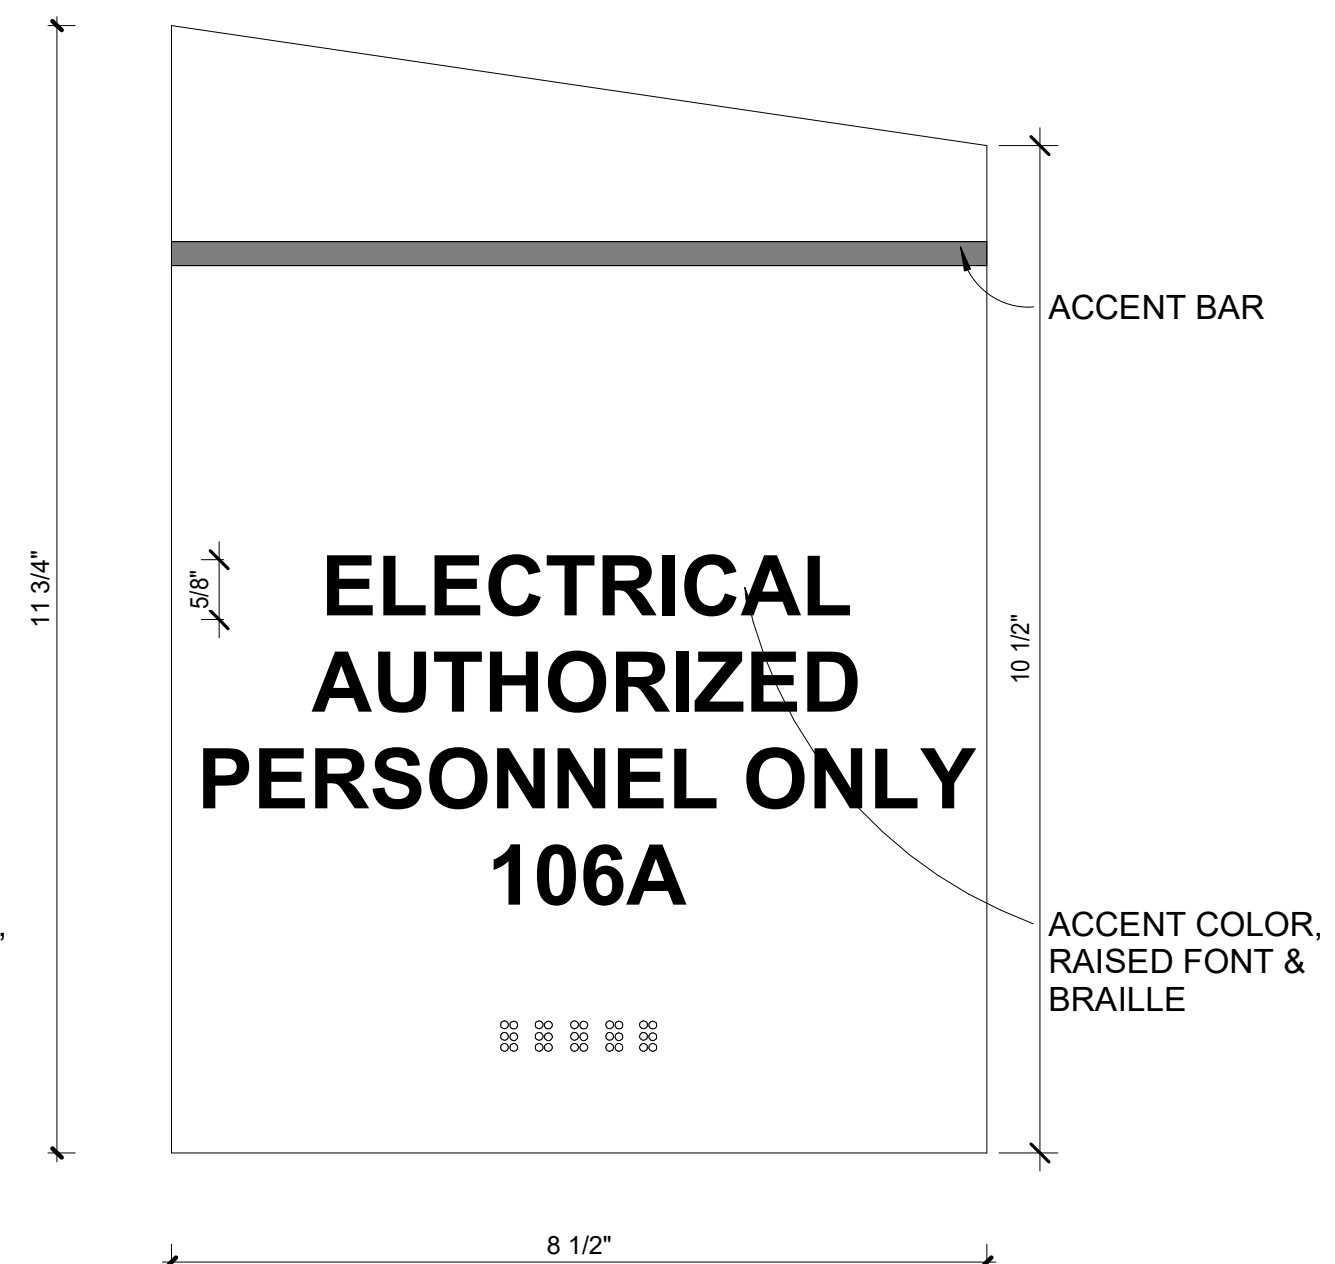 11 3/4"
ACCENT BAR
5/8"
ELECTRICAL
AUTHORIZED
PERSONNEL ONLY
106A
10 1/2"
,
ACCENT COLOR,
RAISED FONT &
BRAILLE
8 1/2"